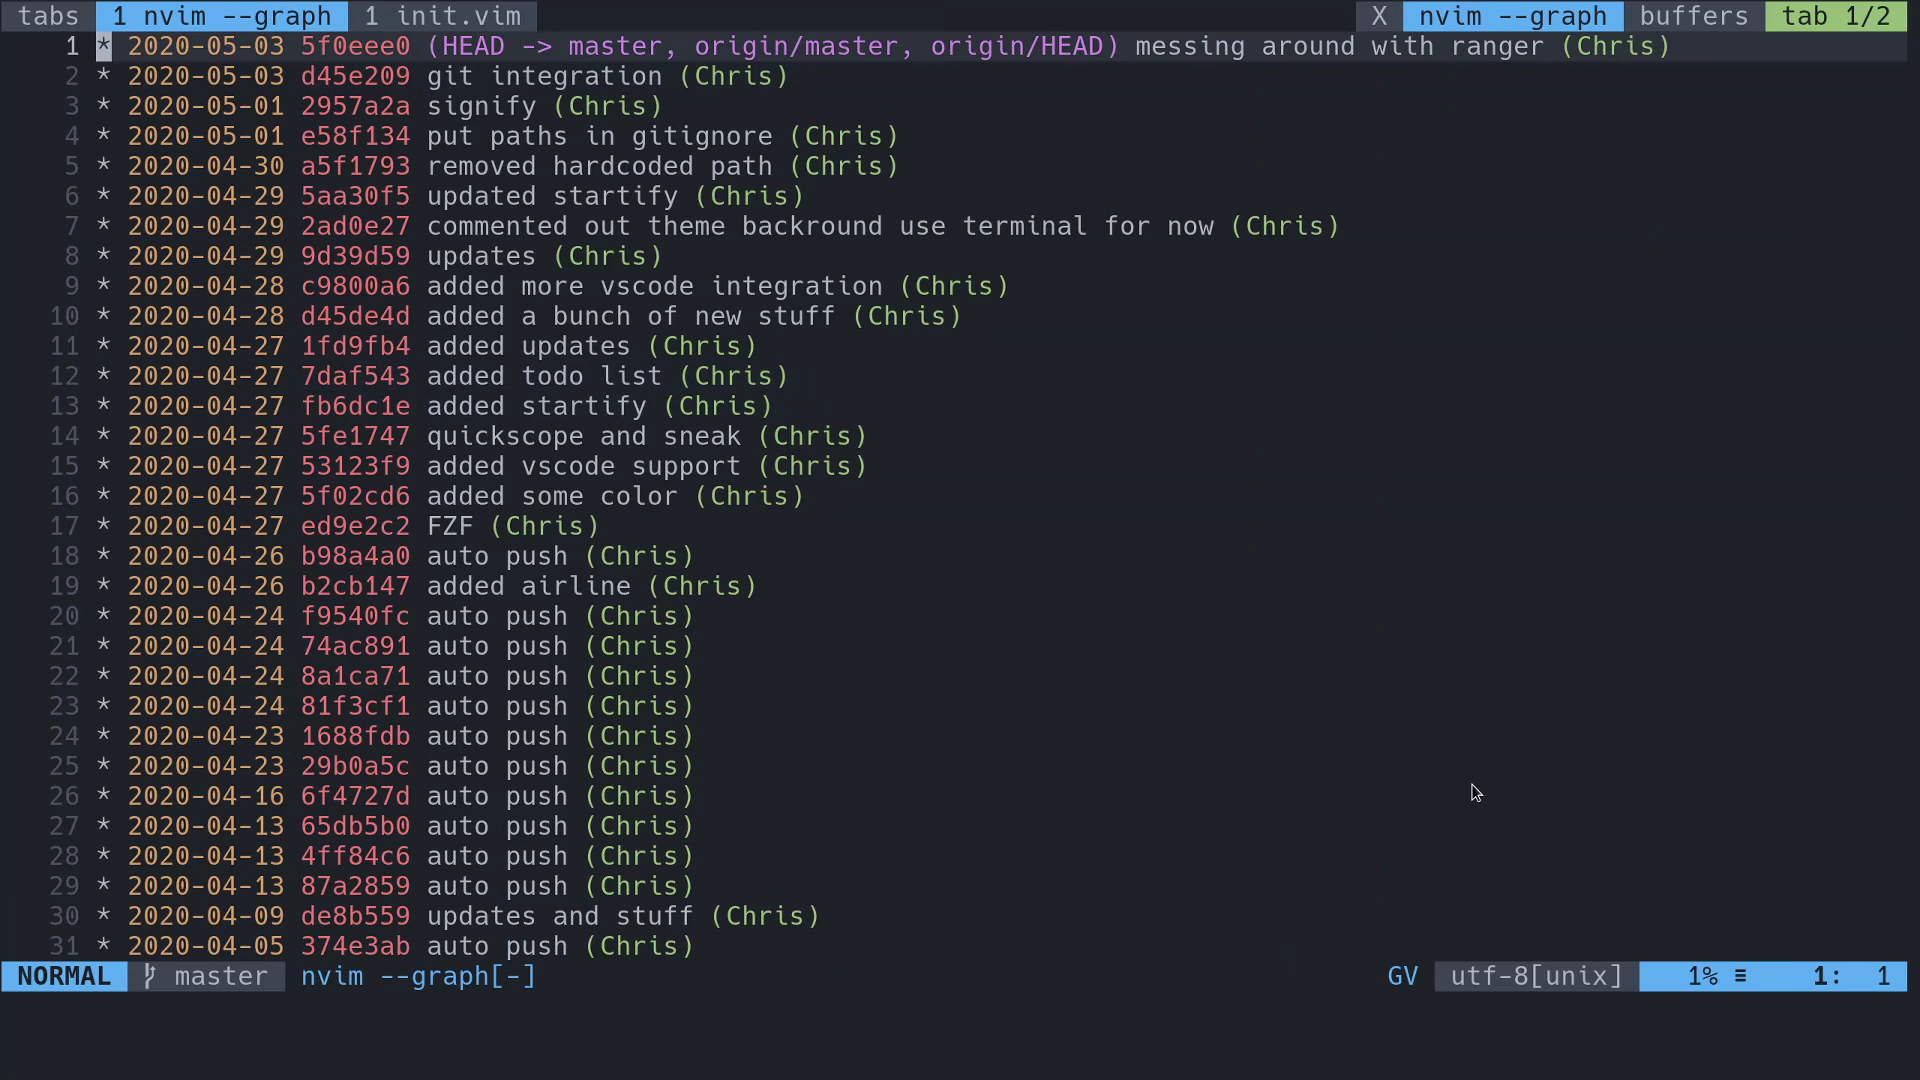 tabs 1 nvim --graph 1 init.vim X nvim --graph buffers tab 1/2
1 * 2020-05-03 5f0eee0 (HEAD -> master, origin/master, origin/HEAD) messing around with ranger (Chris)
2 * 2020-05-03 d45e209 git integration (Chris)
3 * 2020-05-01 2957a2a signify (Chris)
4 * 2020-05-01 e58f134 put paths in gitignore (Chris)
5 * 2020-04-30 a5f1793 removed hardcoded path (Chris)
6 * 2020-04-29 5aa30f5 updated startify (Chris)
7 * 2020-04-29 2ad0e27 commented out theme backround use terminal for now (Chris)
8 * 2020-04-29 9d39d59 updates (Chris)
9 * 2020-04-28 c9800a6 added more vscode integration (Chris)
10 * 2020-04-28 d45de4d added a bunch of new stuff (Chris)
11 * 2020-04-27 1fd9fb4 added updates (Chris)
12 * 2020-04-27 7daf543 added todo list (Chris)
13 * 2020-04-27 fb6dc1e added startify (Chris)
14 * 2020-04-27 5fe1747 quickscope and sneak (Chris)
15 * 2020-04-27 53123f9 added vscode support (Chris)
16 * 2020-04-27 5f02cd6 added some color (Chris)
17 * 2020-04-27 ed9e2c2 FZF (Chris)
18 * 2020-04-26 b98a4a0 auto push (Chris)
19 * 2020-04-26 b2cb147 added airline (Chris)
20 * 2020-04-24 f9540fc auto push (Chris)
21 * 2020-04-24 74ac891 auto push (Chris)
22 * 2020-04-24 8a1ca71 auto push (Chris)
23 * 2020-04-24 81f3cf1 auto push (Chris)
24 * 2020-04-23 1688fdb auto push (Chris)
25 * 2020-04-23 29b0a5c auto push (Chris)
26 * 2020-04-16 6f4727d auto push (Chris)
27 * 2020-04-13 65db5b0 auto push (Chris)
28 * 2020-04-13 4ff84c6 auto push (Chris)
29 * 2020-04-13 87a2859 auto push (Chris)
30 * 2020-04-09 de8b559 updates and stuff (Chris)
31 * 2020-04-05 374e3ab auto push (Chris)
NORMAL master nvim --graph[-] GV utf-8[unix] 1% ≡ 1: 1